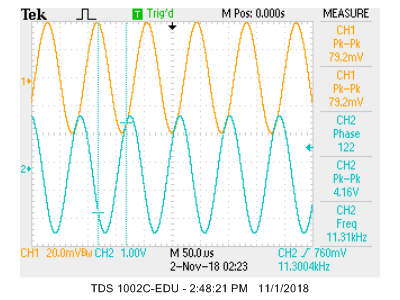 Tek T Trig'd M Pos: 0.000s MEASURE
CH1
Pk-Pk
79.2mV
CH1
Pk-Pk
79.2mV
CH2
Phase
122
CH2
Pk-Pk
4.16V
CH2
Freq
11.31kHz
1
2
CH1 20.0mVBW CH2 1.00V M 50.0us CH2 / 760mV
2-Nov-18 02:23 11.3004kHz
TDS 1002C-EDU - 2:48:21 PM 11/1/2018